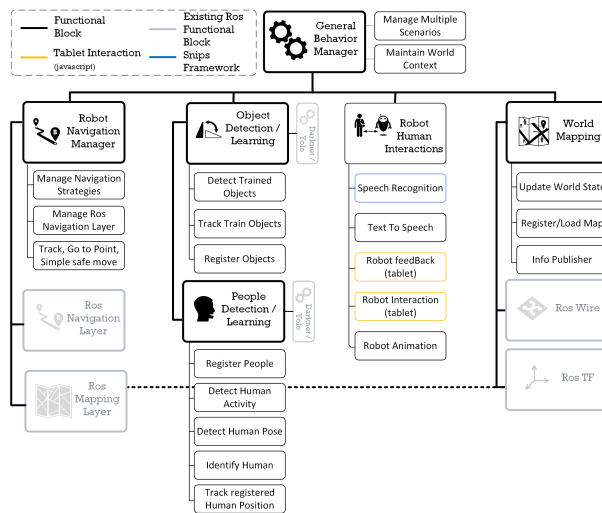 Functional
Block
Existing Ros
Functional
Block
Tablet Interaction
(javascript)
Snips
Framework
General
Behavior
Manager
Manage Multiple
Scenarios
Maintain World
Context
Robot
Navigation
Manager
Manage Navigation
Strategies
Manage Ros
Navigation Layer
Track, Go to Point,
Simple safe move
Ros
Navigation
Layer
Ros
Mapping
Layer
Object
Detection /
Learning
Darknet /
Yolo
Detect Trained
Objects
Track Train Objects
Register Objects
People
Detection /
Learning
Darknet /
Yolo
Register People
Detect Human
Activity
Detect Human Pose
Identify Human
Track registered
Human Position
Robot
Human
Interactions
Speech Recognition
Text To Speech
Robot feedBack
(tablet)
Robot Interaction
(tablet)
Robot Animation
World
Mapping
Update World State
Register/Load Map
Info Publisher
Ros Wire
Ros TF